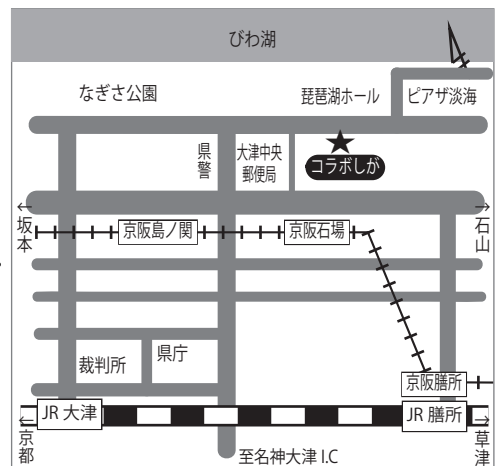 びわ湖
なぎさ公園
琵琶湖ホール
ピアザ淡海
県警
大津中央
郵便局
コラボしが
←坂本
京阪島ノ関
京阪石場
→石山
裁判所
県庁
京阪膳所
JR 大津
JR 膳所
←京都
至名神大津 I.C
→草津